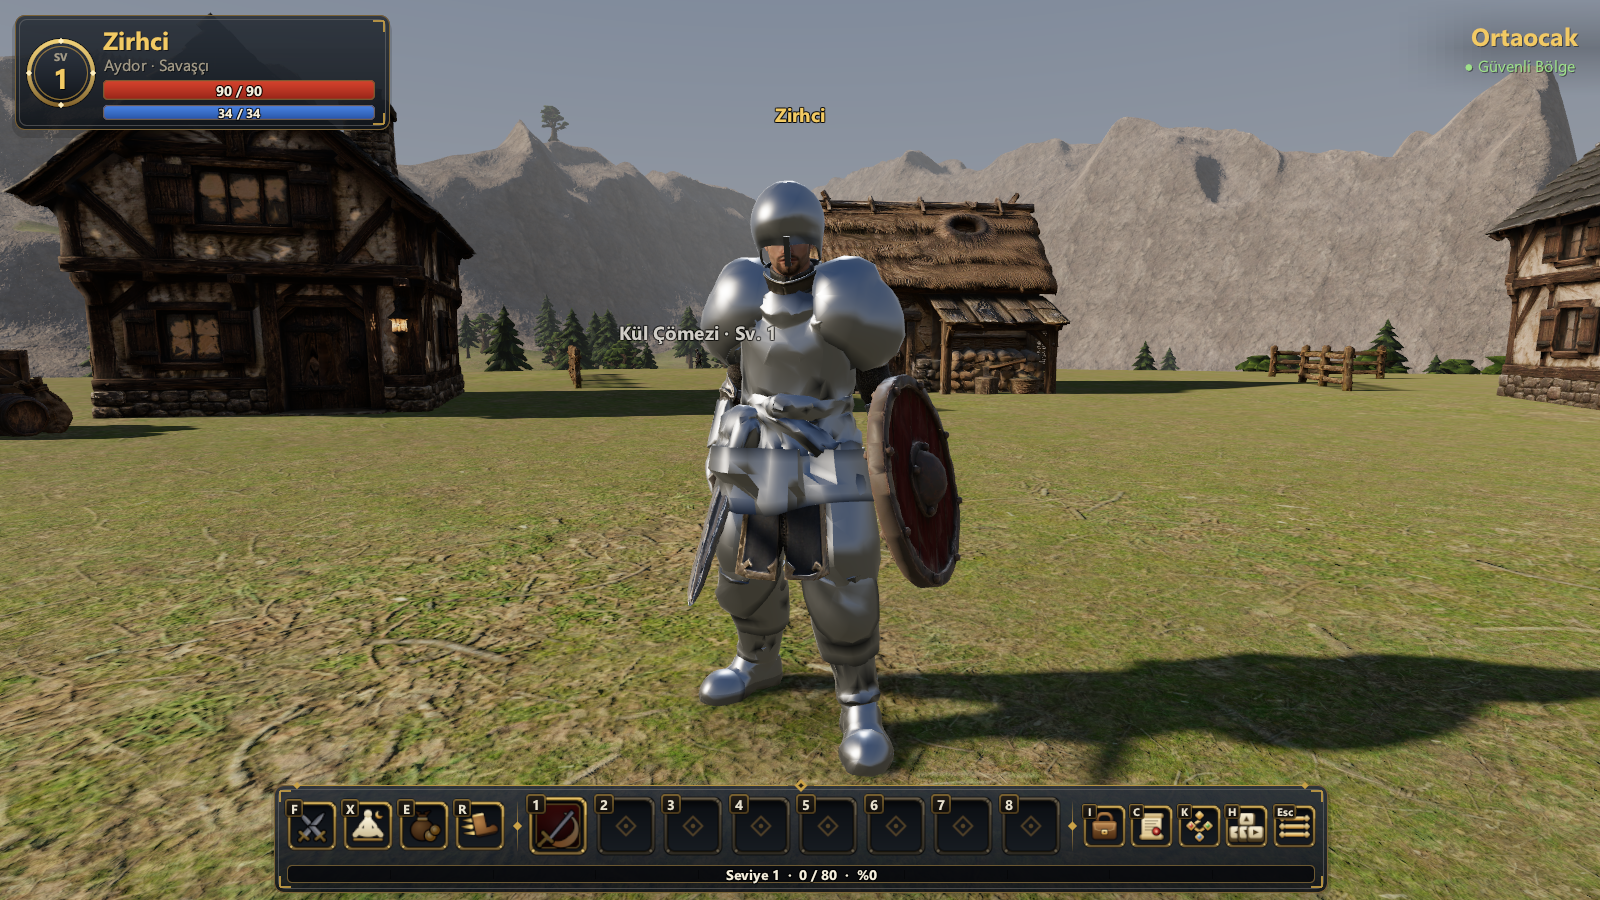 SV
1
Zirhci
Aydor · Savaşçı
90 / 90
34 / 34
Ortaocak
Güvenli Bölge
Zirhci
Kül Çömezi · Sv. 1
F X E R 1 2 3 4 5 6 7 8 I C K H Esc
Seviye 1 · 0 / 80 · %0